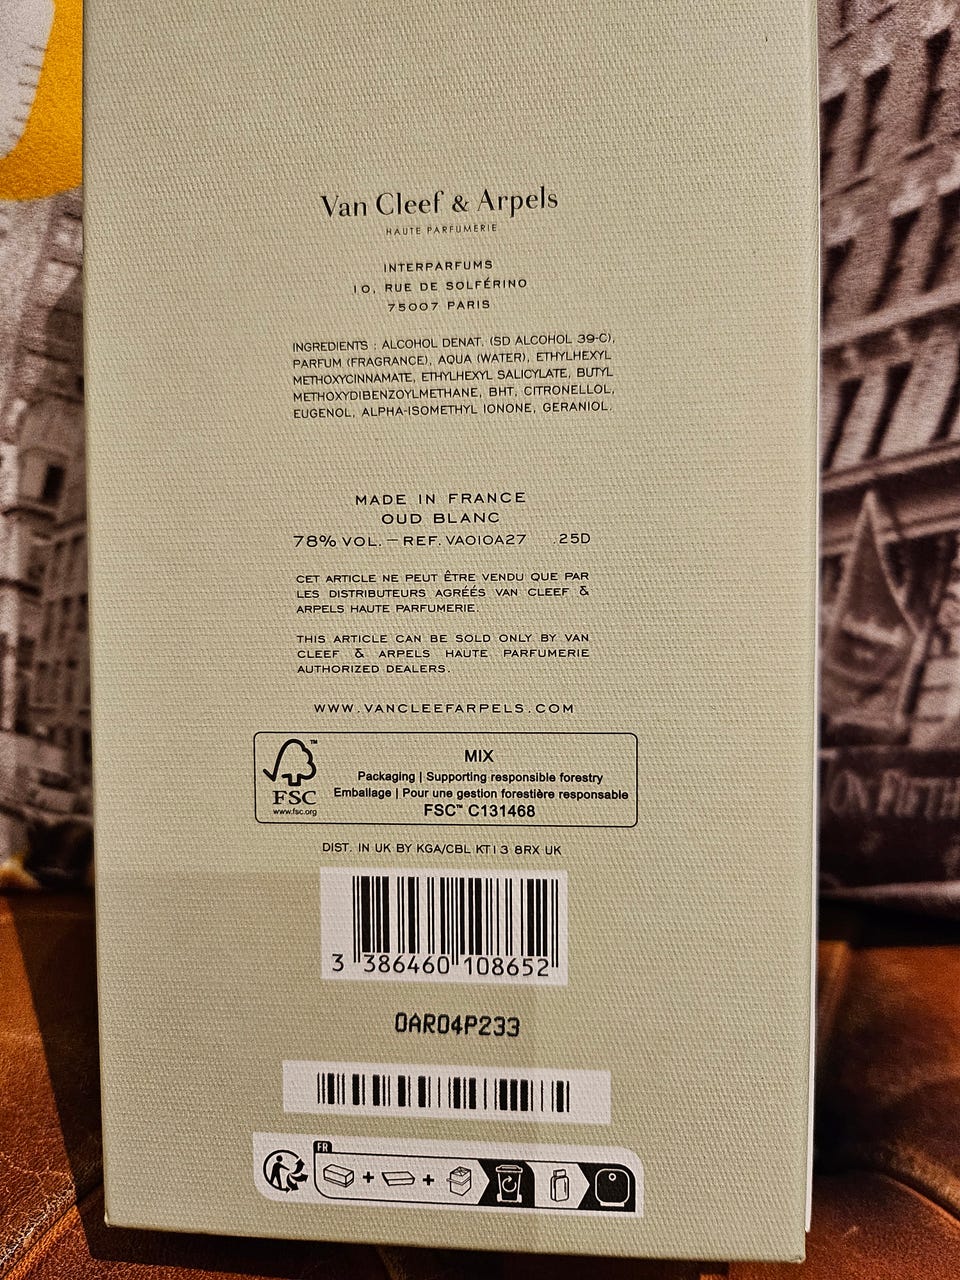 Van Cleef & Arpels
HAUTE PARFUMERIE
INTERPARFUMS
10, RUE DE SOLFÉRINO
75007 PARIS
INGREDIENTS : ALCOHOL DENAT. (SD ALCOHOL 39-C),
PARFUM (FRAGRANCE), AQUA (WATER), ETHYLHEXYL
METHOXYCINNAMATE, ETHYLHEXYL SALICYLATE, BUTYL
METHOXYDIBENZOYLMETHANE, BHT, CITRONELLOL,
EUGENOL, ALPHA-ISOMETHYL IONONE, GERANIOL.
MADE IN FRANCE
OUD BLANC
78% VOL. – REF. VA010A27 .25D
CET ARTICLE NE PEUT ÊTRE VENDU QUE PAR
LES DISTRIBUTEURS AGRÉÉS VAN CLEEF &
ARPELS HAUTE PARFUMERIE.
THIS ARTICLE CAN BE SOLD ONLY BY VAN
CLEEF & ARPELS HAUTE PARFUMERIE
AUTHORIZED DEALERS.
WWW.VANCLEEFARPELS.COM
FSC™
www.fsc.org
MIX
Packaging | Supporting responsible forestry
Emballage | Pour une gestion forestière responsable
FSC™ C131468
DIST. IN UK BY KGA/CBL KT13 8RX UK
3 386460 108652
0AR04P233
FR